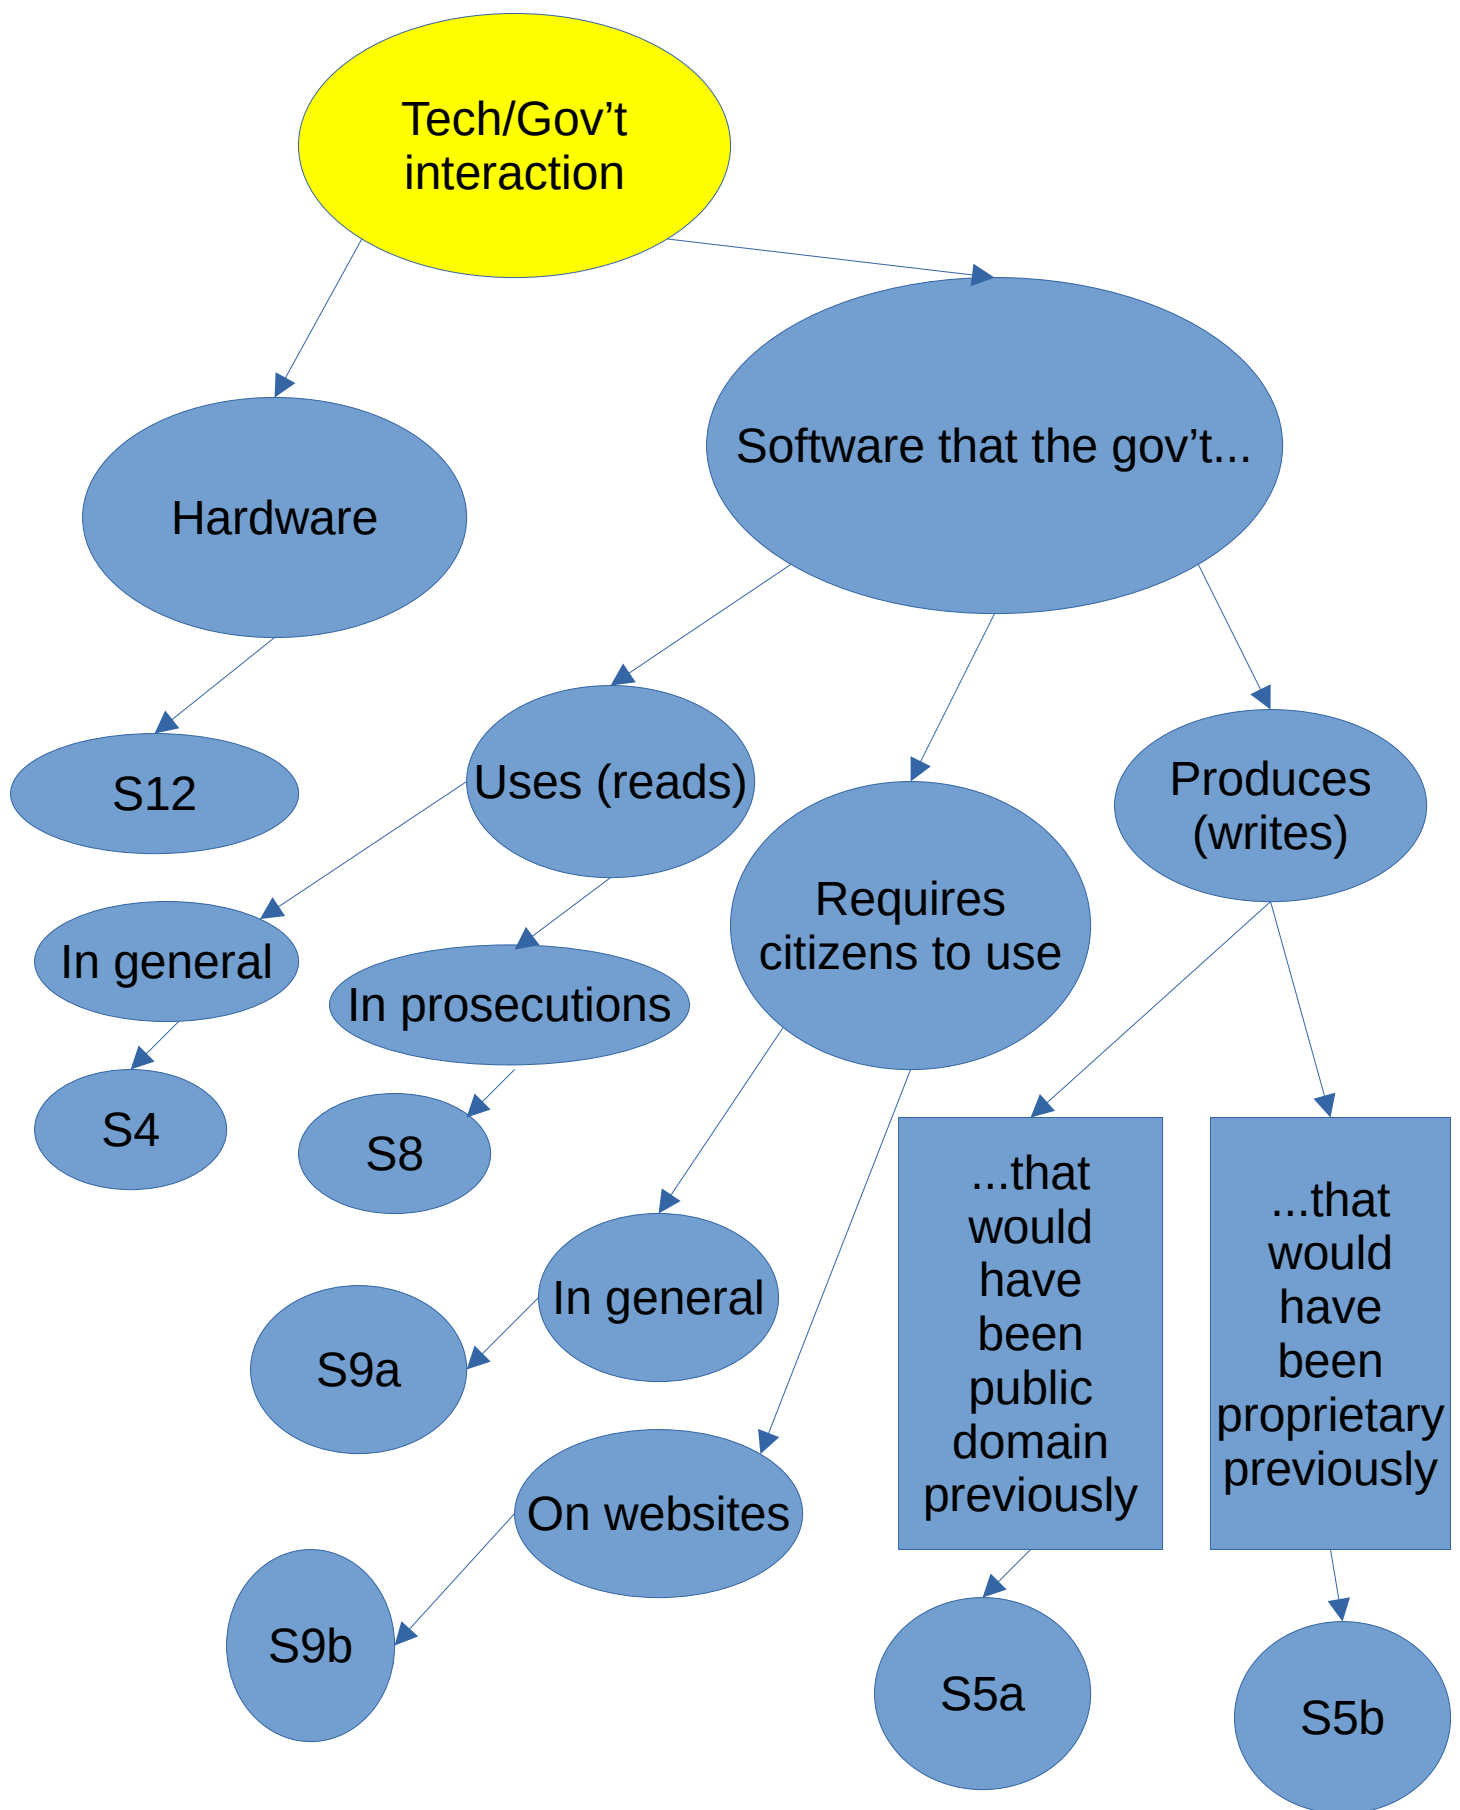 Tech/Gov’t
interaction
Software that the gov’t...
Hardware
Uses (reads)
Produces
(writes)
S12
Requires
citizens to use
In general
In prosecutions
S4
S8
...that
would
have
been
public
domain
previously
...that
would
have
been
proprietary
previously
In general
S9a
On websites
S9b
S5a
S5b